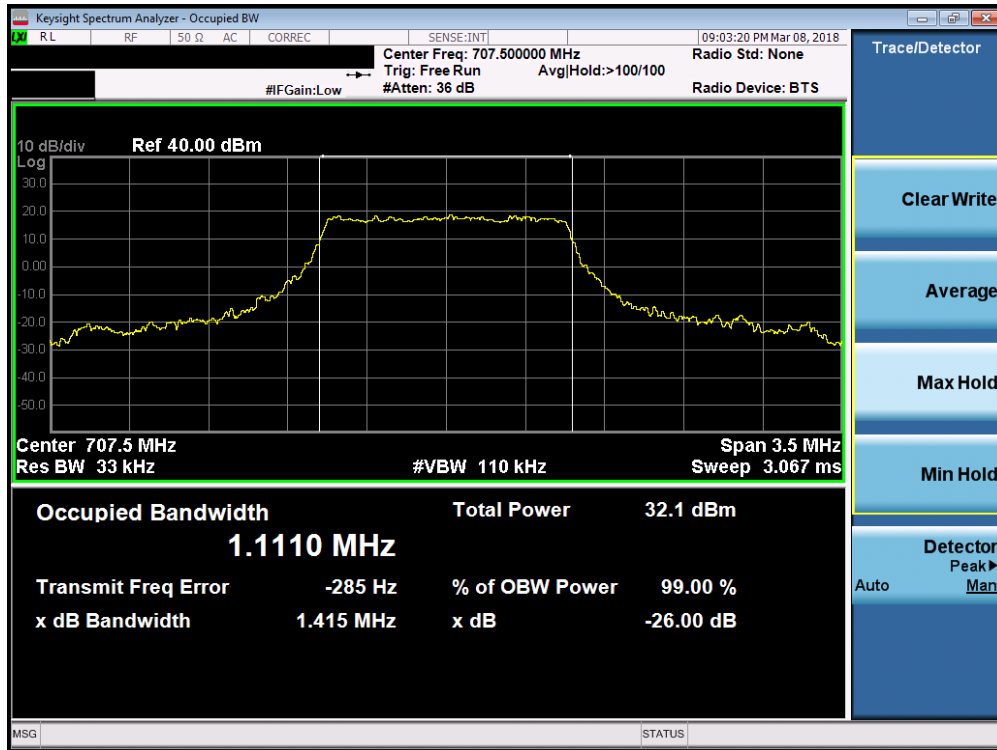 Keysight Spectrum Analyzer - Occupied BW
LXI RL RF 50 Ω AC CORREC SENSE:INT 09:03:20 PM Mar 08, 2018
Center Freq: 707.500000 MHz Radio Std: None
Trig: Free Run Avg|Hold:>100/100
#IFGain:Low #Atten: 36 dB Radio Device: BTS
10 dB/div Ref 40.00 dBm
Log
30.0
20.0
10.0
0.00
-10.0
-20.0
-30.0
-40.0
-50.0
Center 707.5 MHz Span 3.5 MHz
Res BW 33 kHz #VBW 110 kHz Sweep 3.067 ms
Occupied Bandwidth Total Power 32.1 dBm
1.1110 MHz
Transmit Freq Error -285 Hz % of OBW Power 99.00 %
x dB Bandwidth 1.415 MHz x dB -26.00 dB
MSG STATUS
Trace/Detector
Clear Write
Average
Max Hold
Min Hold
Detector
Peak▶
Auto Man